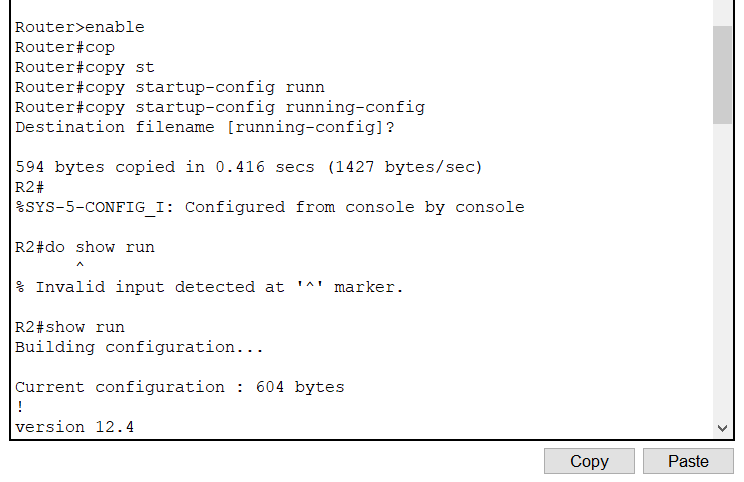 Router>enable
Router#cop
Router#copy st
Router#copy startup-config runn
Router#copy startup-config running-config
Destination filename [running-config]?
594 bytes copied in 0.416 secs (1427 bytes/sec)
R2#
%SYS-5-CONFIG_I: Configured from console by console
R2#do show run
^
% Invalid input detected at '^' marker.
R2#show run
Building configuration...
Current configuration : 604 bytes
!
version 12.4
Copy Paste